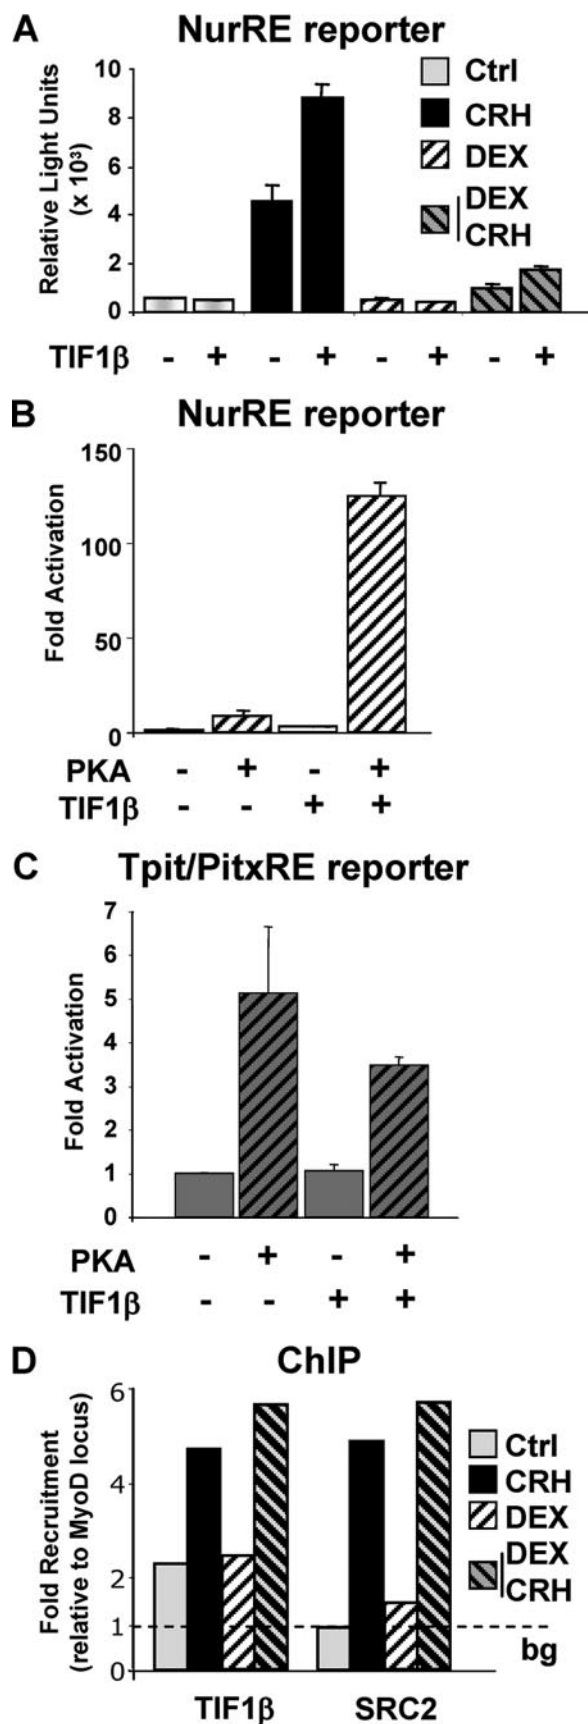 A NurRE reporter
Relative Light Units
(x 10³)
10
8
6
4
2
0
Ctrl
CRH
DEX
DEX
CRH
TIF1β - + - + - + - +
B NurRE reporter
Fold Activation
150
100
50
0
PKA - + - +
TIF1β - - + +
C Tpit/PitxRE reporter
Fold Activation
7
6
5
4
3
2
1
0
PKA - + - +
TIF1β - - + +
D ChIP
Fold Recruitment
(relative to MyoD locus)
6
4
2
1
0
Ctrl
CRH
DEX
DEX
CRH
bg
TIF1β SRC2